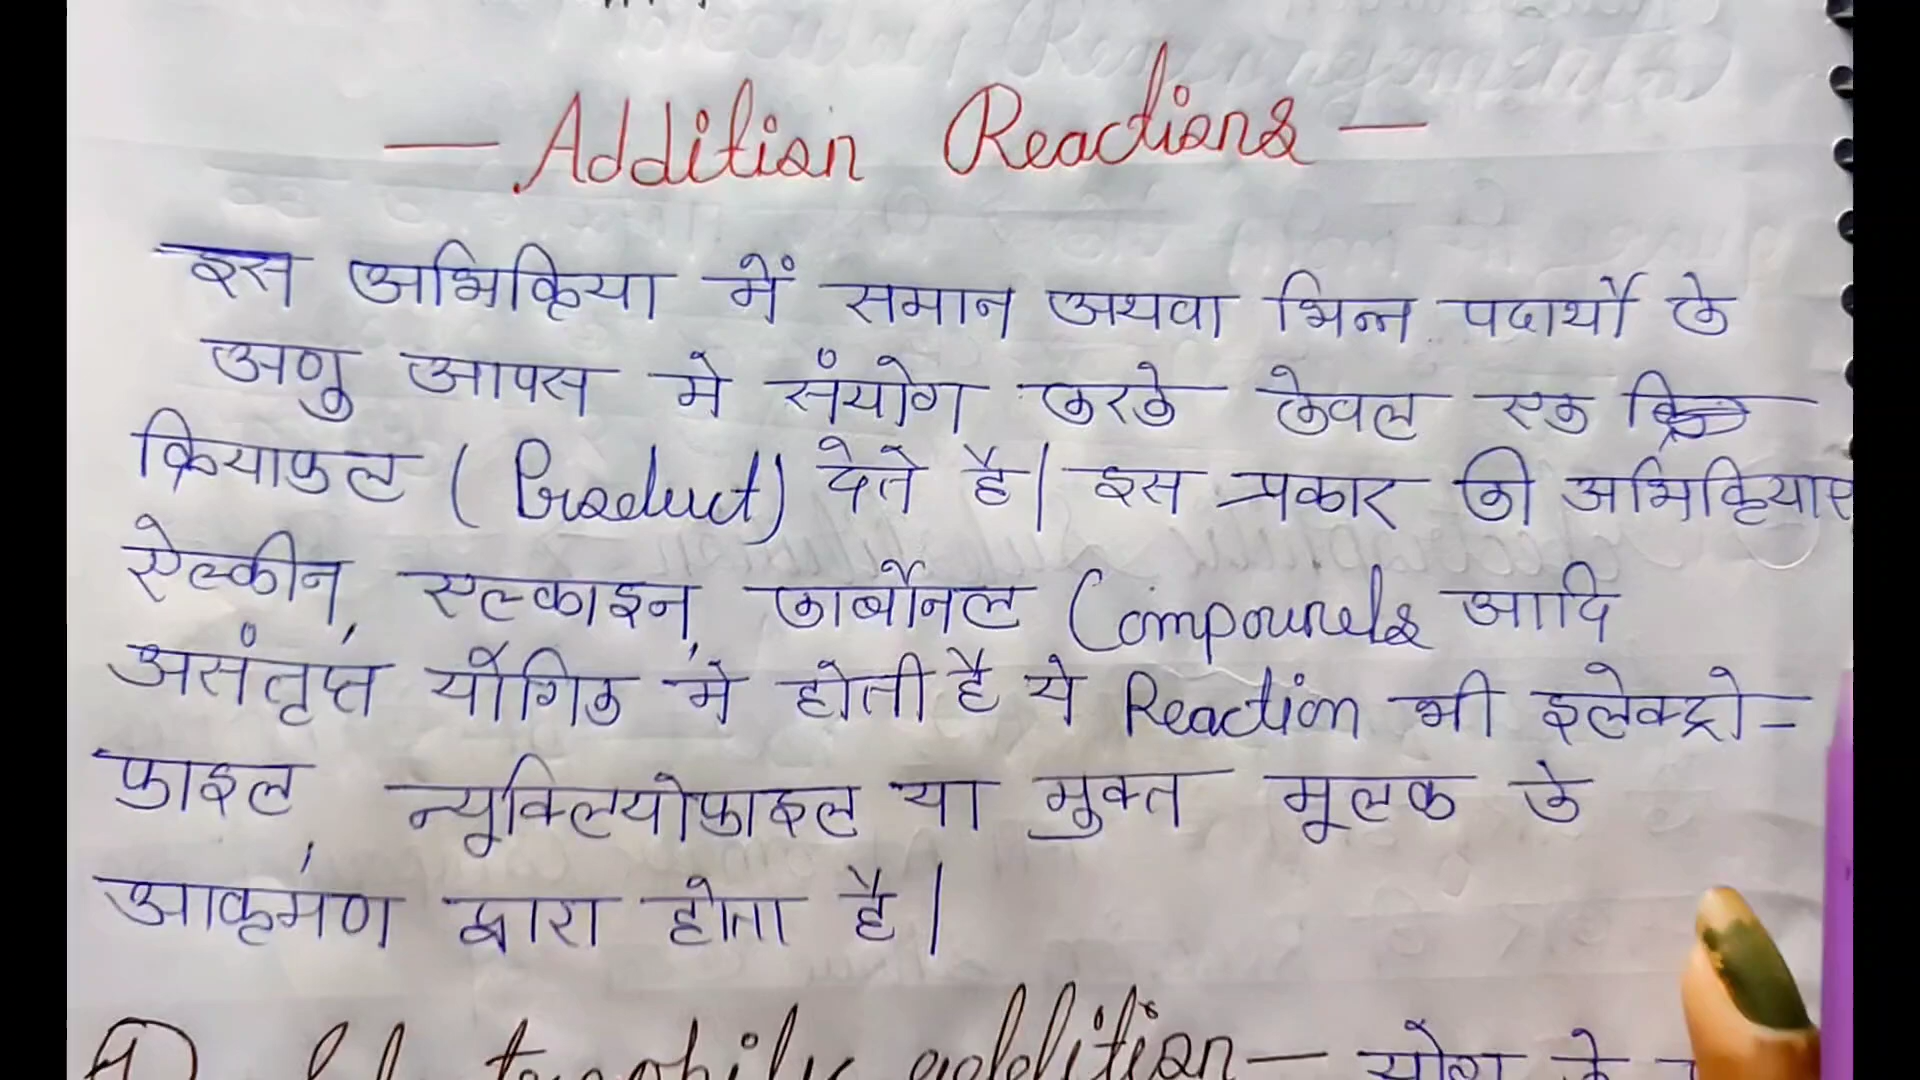 — Addition Reactions —
इस अभिक्रिया में समान अथवा भिन्न पदार्थों के
अणु आपस मे संयोग करके केवल एक
क्रियाफल ( Product) देते है। इस प्रकार की अभिक्रियाए
ऐल्कीन, एल्काइन, कार्बोनल Compounds आदि
असंतृप्त यौगिक मे होती है ये Reaction भी इलेक्ट्रो-
फाइल, न्यूक्लियोफाइल या मुक्त मूलक के
आक्रमण द्वारा होता है।
addition — योग के